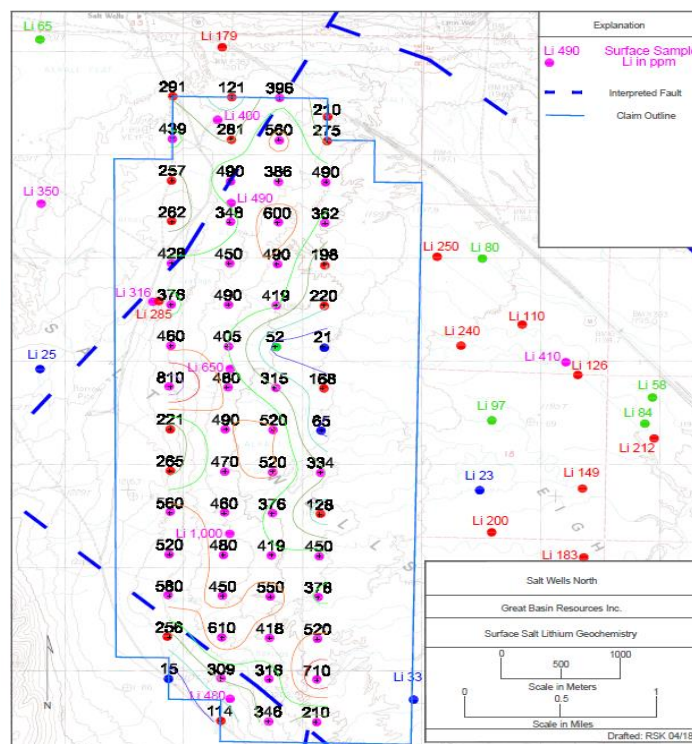 Salt Wells
Li 65
Li 179
Explanation
Li 490
Surface Sample
Li in ppm
Interpreted Fault
Claim Outline
291 121 396
210
Li 400
439 281 560 275
257 490 386 490
Li 350
Li 490
262 348 600 362
Li 250
Li 80
428 450 490 198
Li 316
Li 285
376 490 419 220
Li 110
460 405 52 21
Li 240
Li 410
Li 25
Li 650
Li 126
810 480 315 168
Li 58
Li 97
Li 84
221 490 520 65
Li 212
265 470 520 334
Li 23
Li 149
560 460 376 128
Li 1,000
Li 200
520 480 419 450
Li 183
580 450 550 378
256 610 418 520
15 309 316 710
Li 480
Li 33
114 346 210
S A L T
W E L L S
E I G H
N
Salt Wells North
Great Basin Resources Inc.
Surface Salt Lithium Geochemistry
0 500 1000
Scale in Meters
0 0.5 1
Scale in Miles
Drafted: RSK 04/18